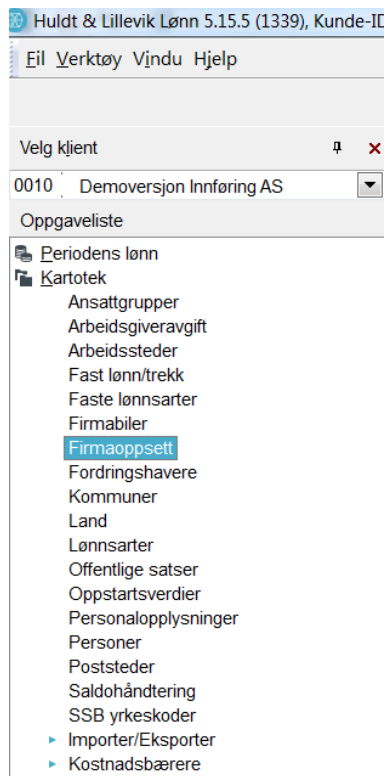 Huldt & Lillevik Lønn 5.15.5 (1339), Kunde-ID
Fil Verktøy Vindu Hjelp
Velg klient
0010 Demoversjon Innføring AS
Oppgaveliste
Periodens lønn
Kartotek
Ansattgrupper
Arbeidsgiveravgift
Arbeidssteder
Fast lønn/trekk
Faste lønnsarter
Firmabiler
Firmaoppsett
Fordringshavere
Kommuner
Land
Lønnsarter
Offentlige satser
Oppstartsverdier
Personalopplysninger
Personer
Poststeder
Saldohåndtering
SSB yrkeskoder
Importer/Eksporter
Kostnadsbærere